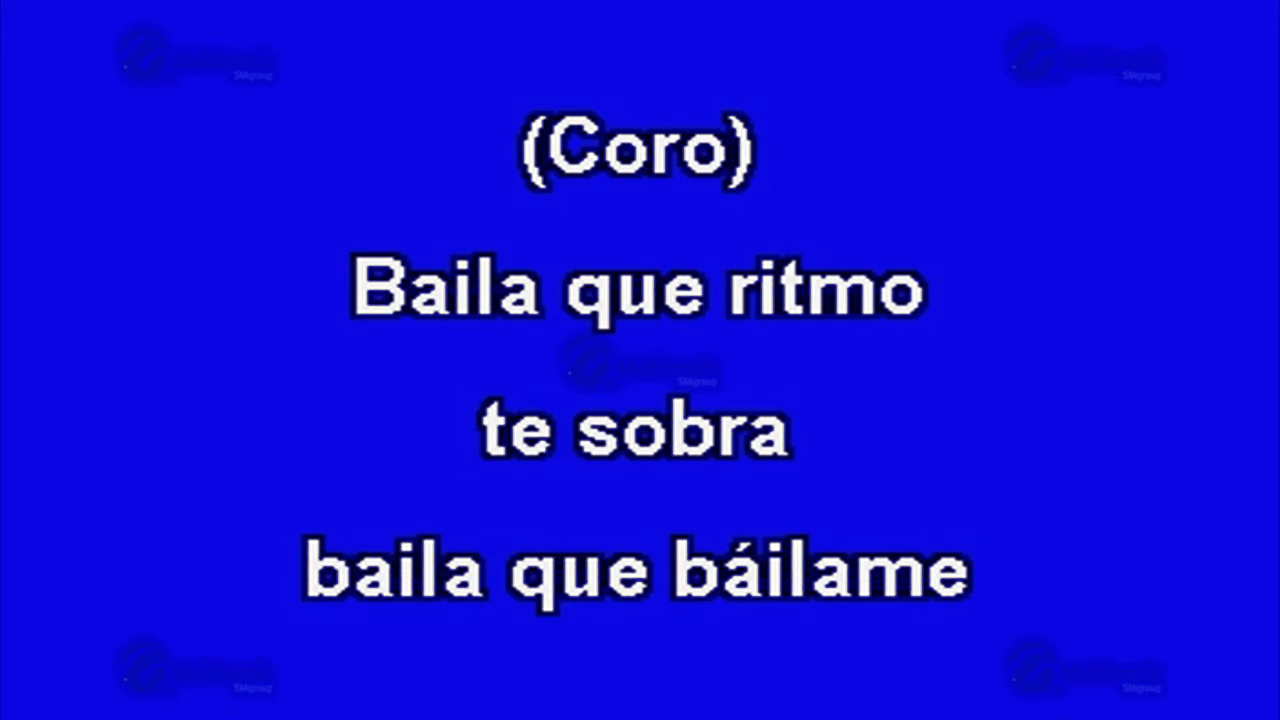 (Coro)
Baila que ritmo
te sobra
baila que báilame